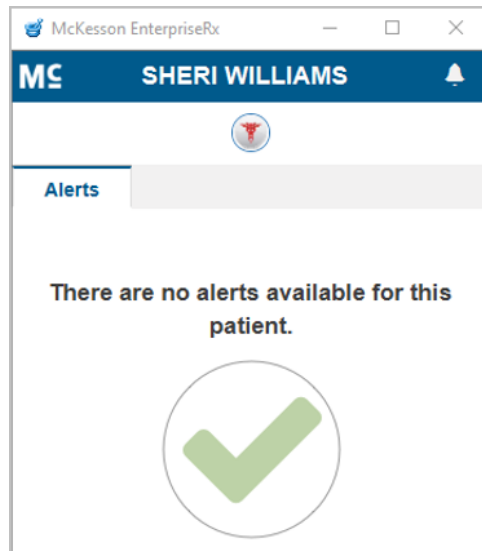 McKesson EnterpriseRx
MC SHERI WILLIAMS
Alerts
There are no alerts available for this
patient.